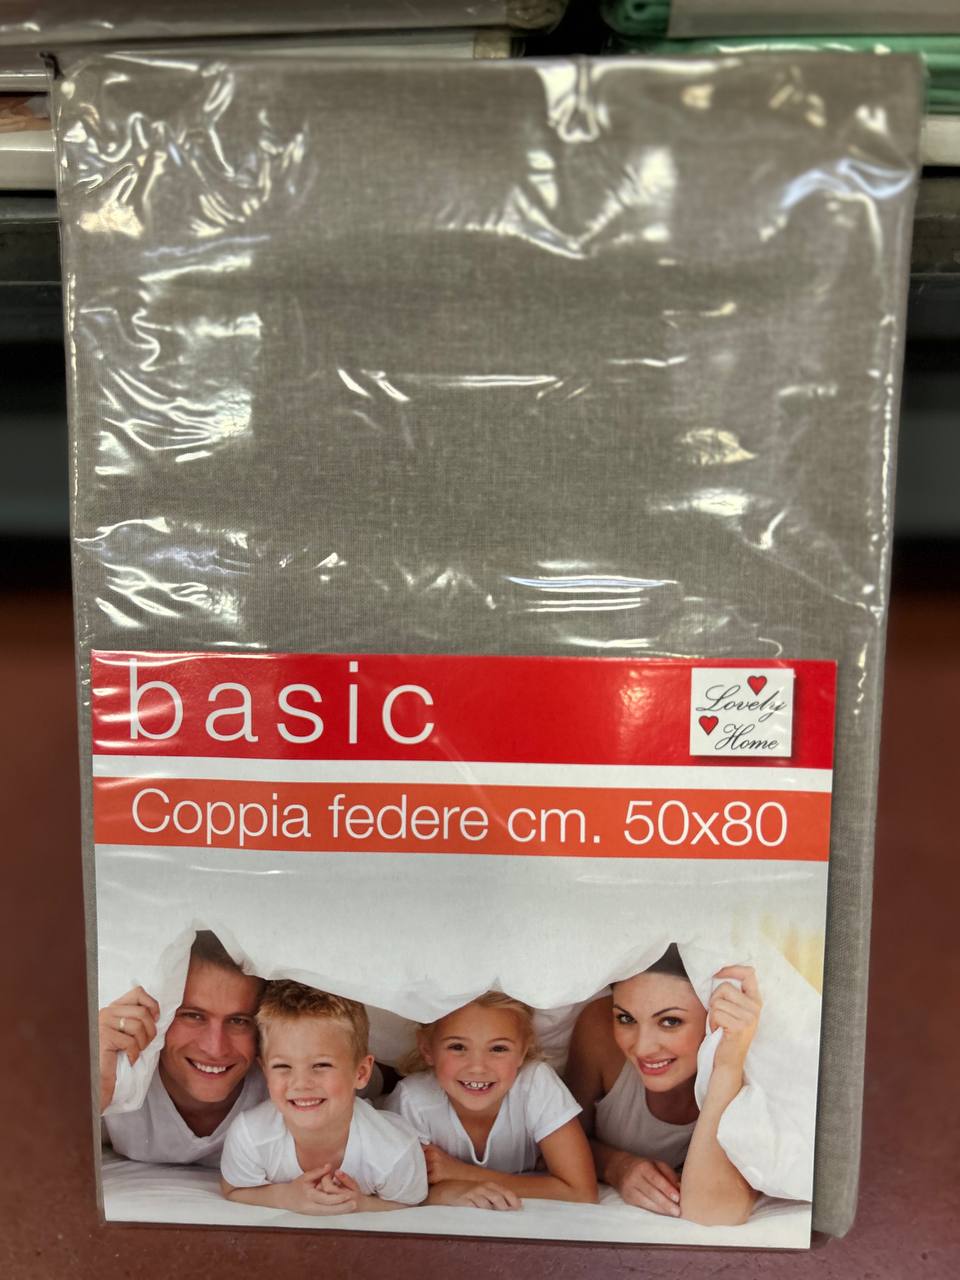 basic
Lovely
Home
Coppia federe cm. 50x80